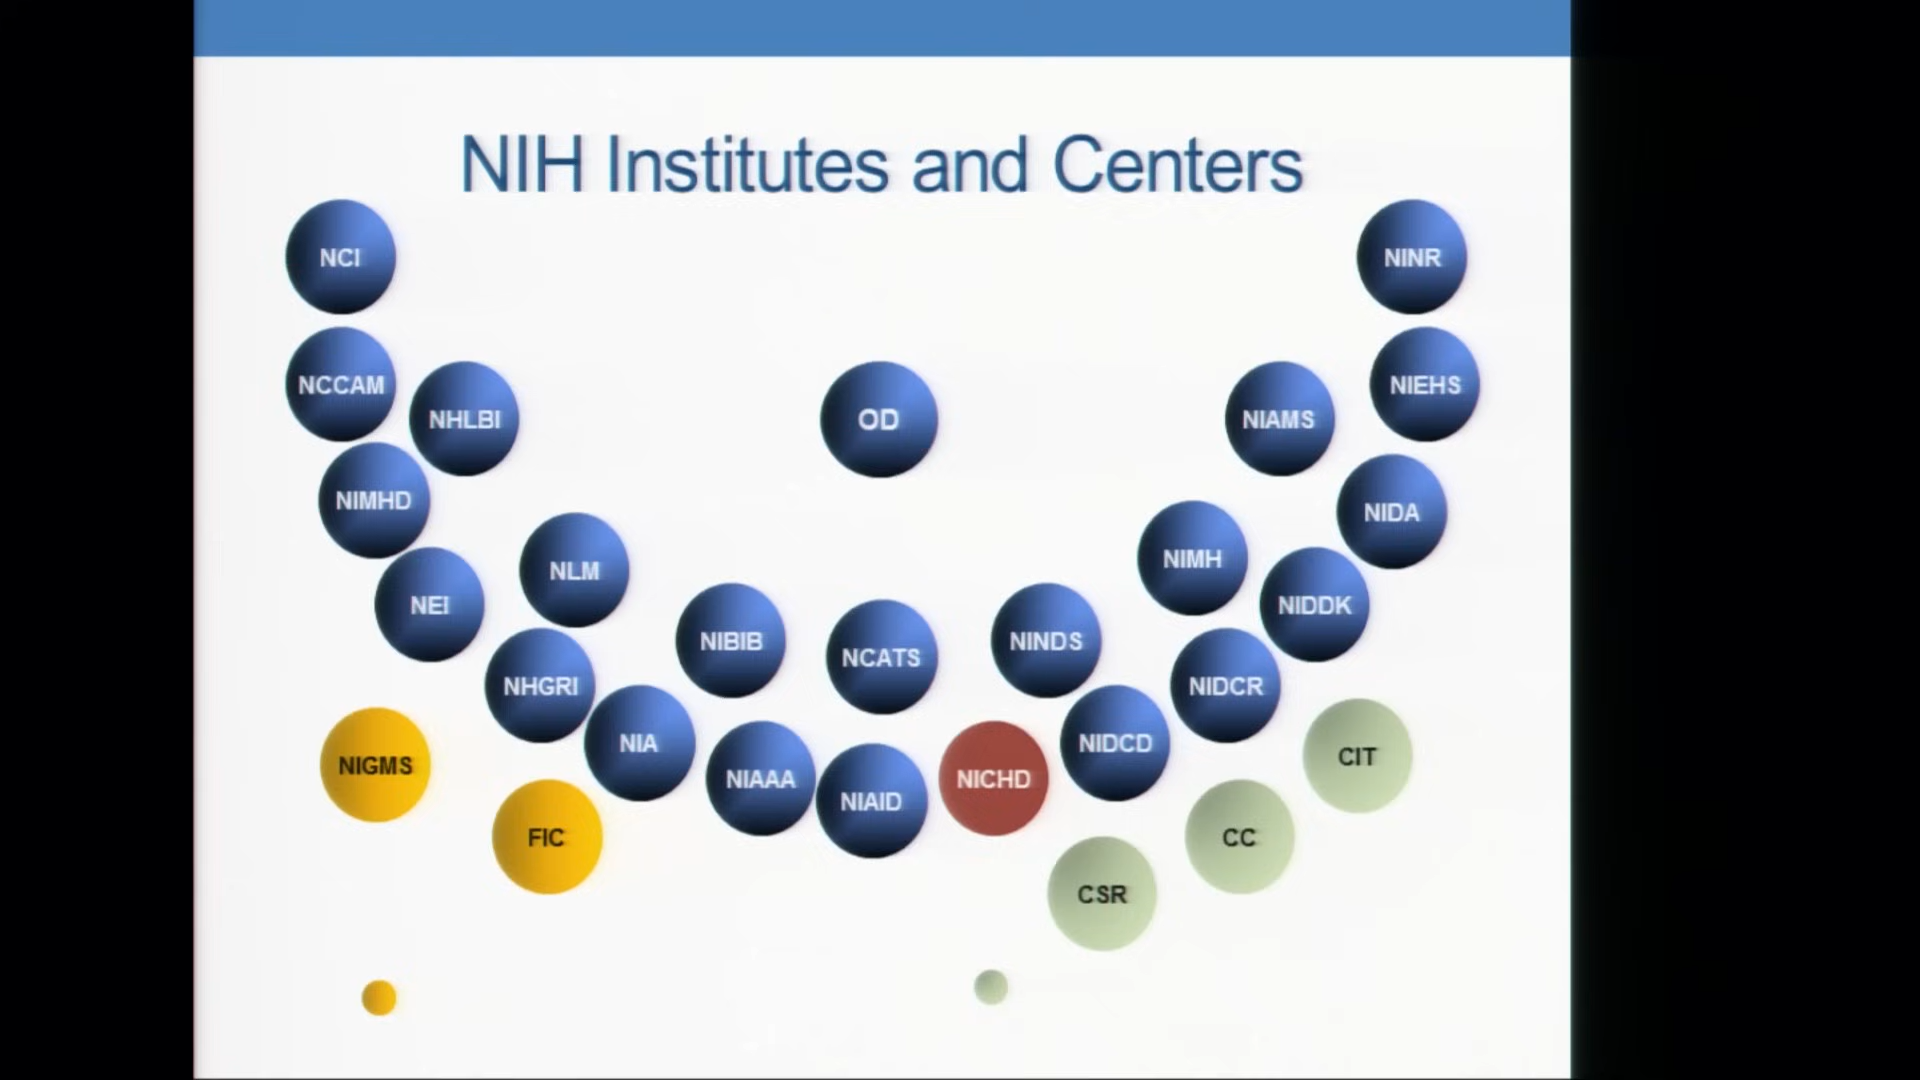 NIH Institutes and Centers
NCI
NINR
NCCAM
NHLBI
OD
NIAMS
NIEHS
NIMHD
NLM
NIMH
NIDA
NEI
NIBIB
NCATS
NINDS
NIDDK
NHGRI
NIDCR
NIA
NIAAA
NIAID
NICHD
NIDCD
NIGMS
CIT
FIC
CC
CSR